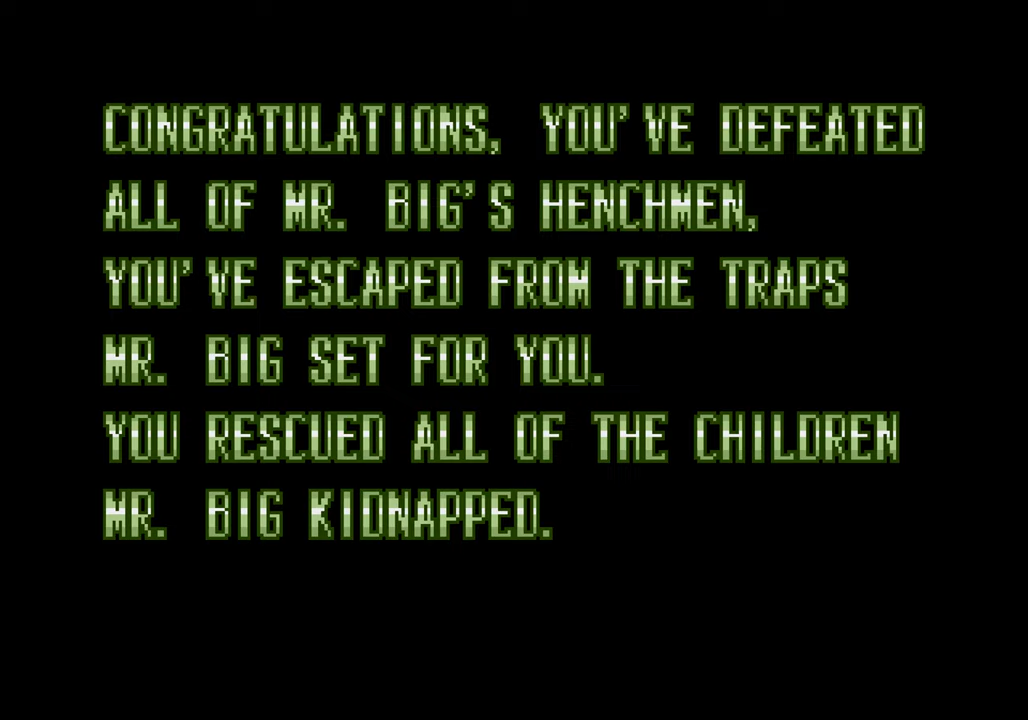 CONGRATULATIONS, YOU'VE DEFEATED
ALL OF MR. BIG'S HENCHMEN,
YOU'VE ESCAPED FROM THE TRAPS
MR. BIG SET FOR YOU.
YOU RESCUED ALL OF THE CHILDREN
MR. BIG KIDNAPPED.